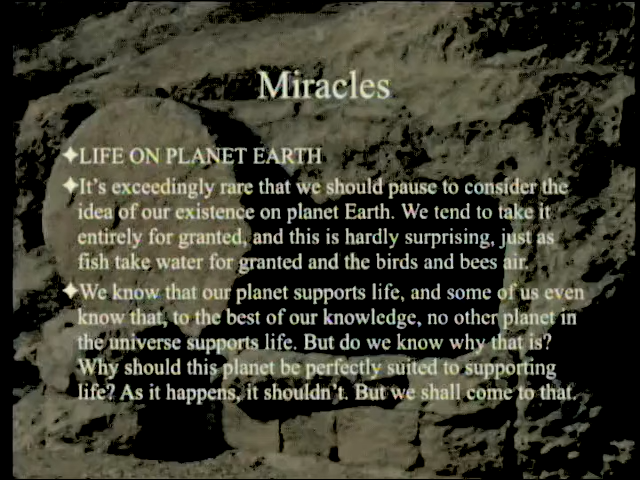 Miracles
✦LIFE ON PLANET EARTH
✦It's exceedingly rare that we should pause to consider the
idea of our existence on planet Earth. We tend to take it
entirely for granted, and this is hardly surprising, just as
fish take water for granted and the birds and bees air.
✦We know that our planet supports life, and some of us even
know that, to the best of our knowledge, no other planet in
the universe supports life. But do we know why that is?
Why should this planet be perfectly suited to supporting
life? As it happens, it shouldn't. But we shall come to that.